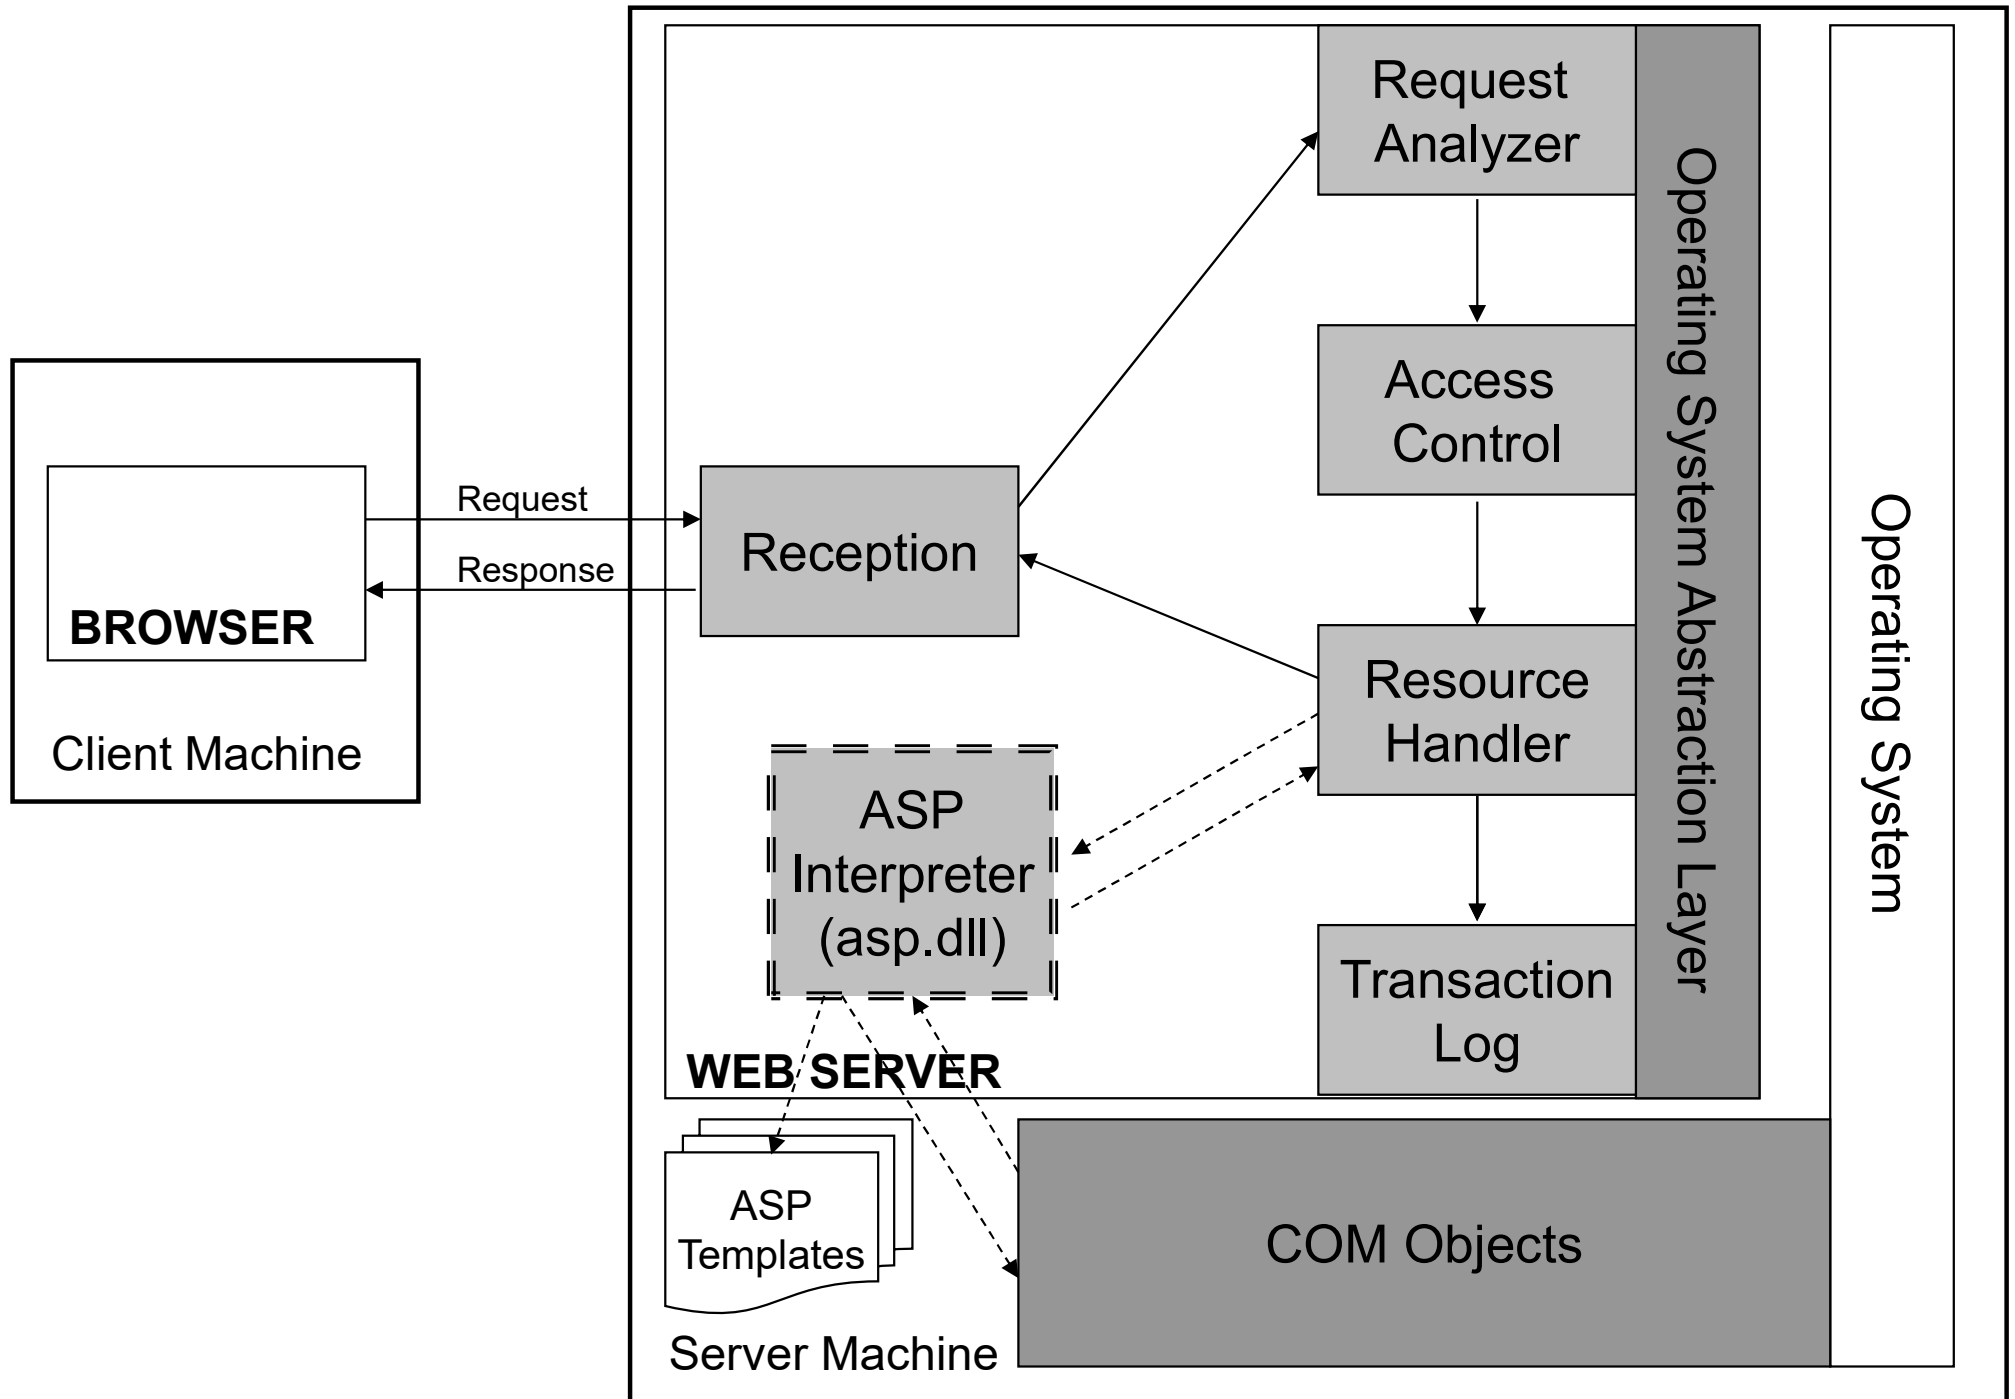 Request
Analyzer
Operating System Abstraction Layer
Operating System
Access
Control
Request
Reception
Response
BROWSER
Client Machine
Resource
Handler
ASP
Interpreter
(asp.dll)
Transaction
Log
WEB SERVER
ASP
Templates
COM Objects
Server Machine